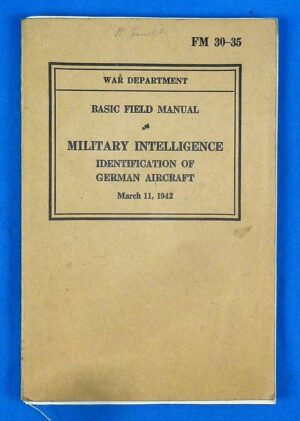 FM 30-35
WAR DEPARTMENT
BASIC FIELD MANUAL
MILITARY INTELLIGENCE
IDENTIFICATION OF
GERMAN AIRCRAFT
March 11, 1942